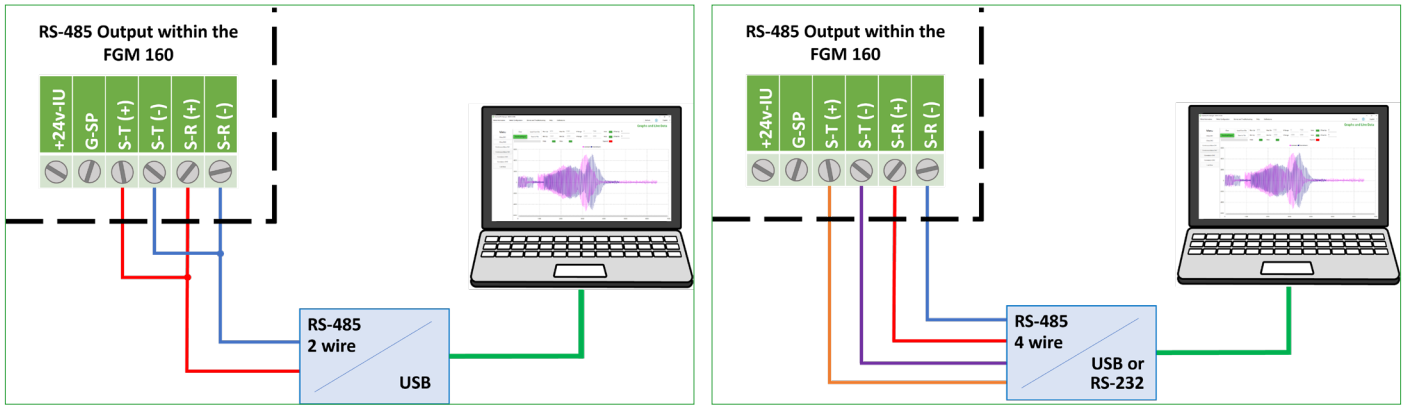 RS-485 Output within the
FGM 160
+24v-IU
G-SP
S-T (+)
S-T (-)
S-R (+)
S-R (-)
RS-485
2 wire
USB
RS-485 Output within the
FGM 160
+24v-IU
G-SP
S-T (+)
S-T (-)
S-R (+)
S-R (-)
RS-485
4 wire
USB or
RS-232